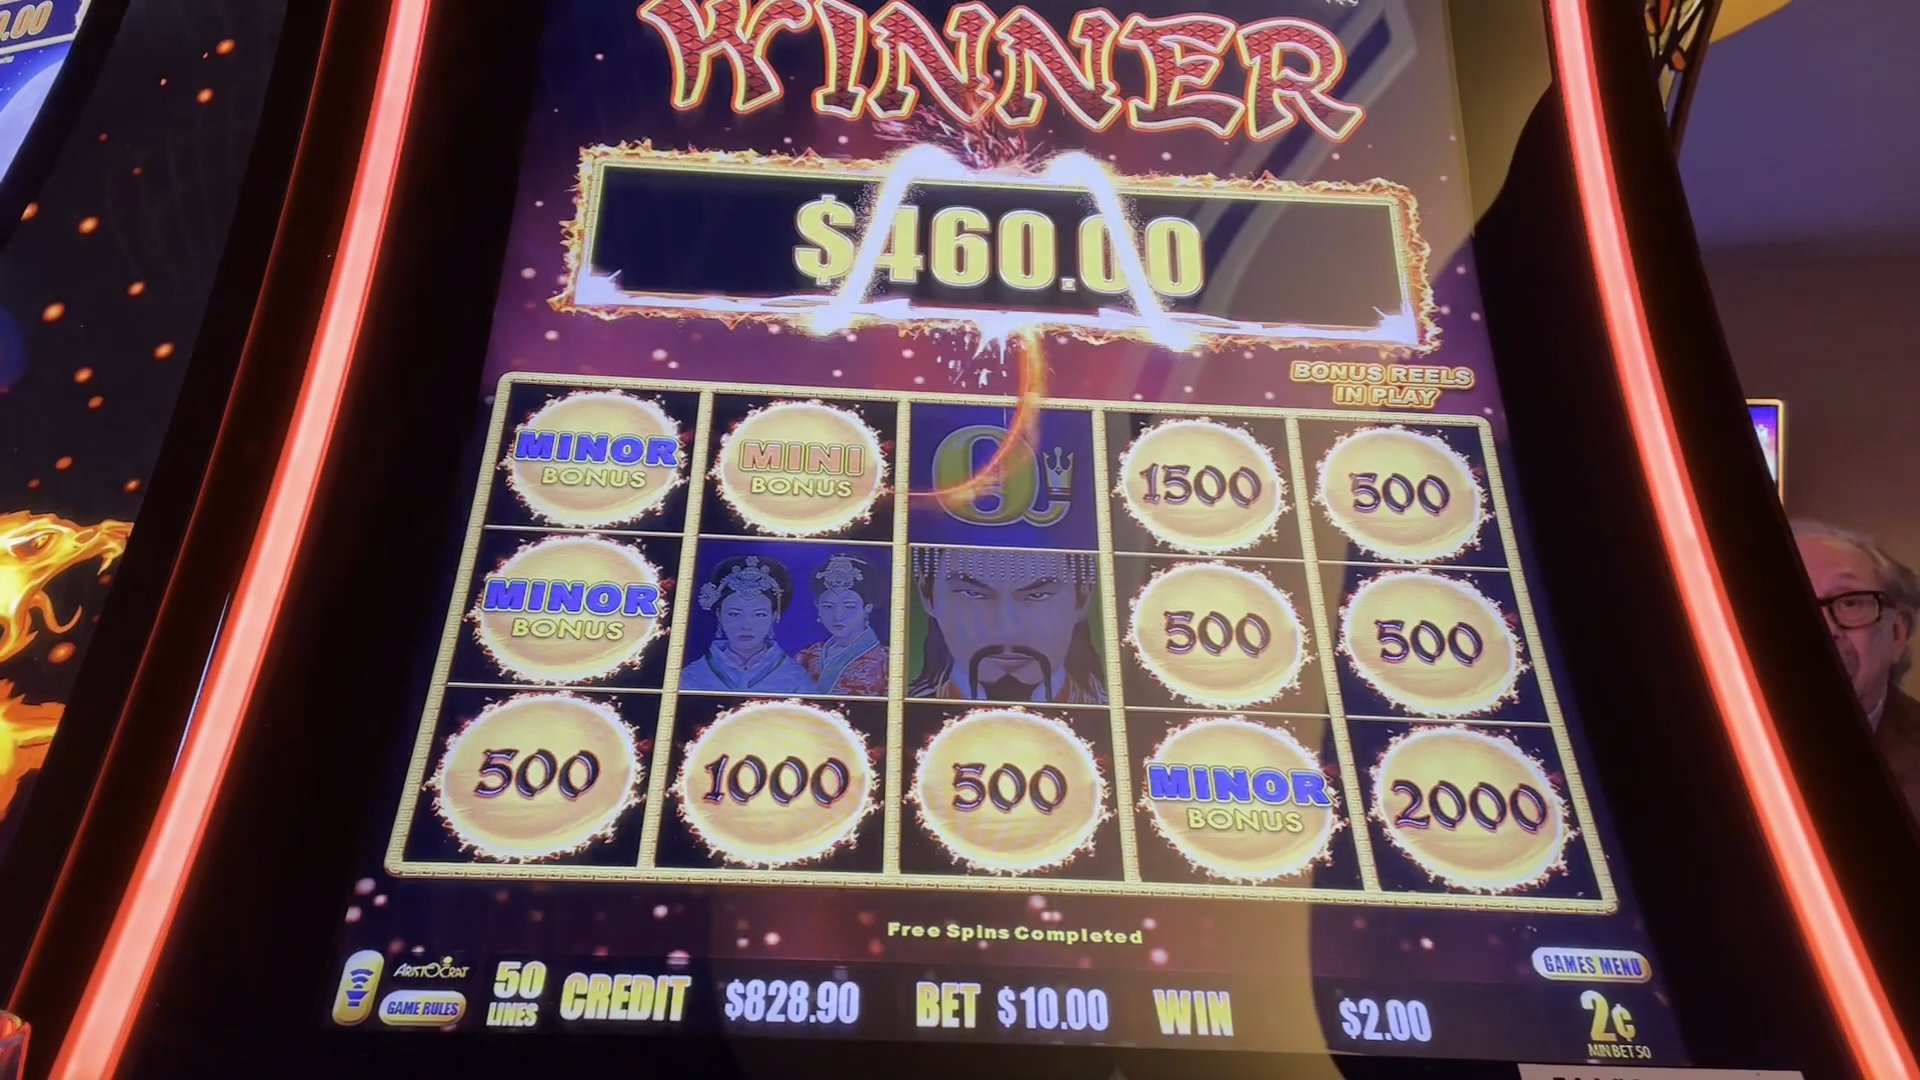 WINNER
$460.00
BONUS REELS
IN PLAY
MINOR
BONUS
MINI
BONUS
Q
1500
500
MINOR
BONUS
500
500
500
1000
500
MINOR
BONUS
2000
Free Spins Completed
ARISTOCRAT
GAME RULES
50
LINES
CREDIT $828.90 BET $10.00 WIN $2.00
GAMES MENU
2¢
MIN BET 50